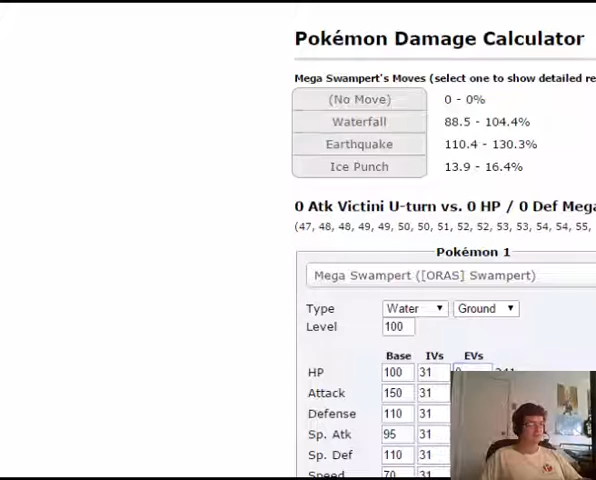 Pokémon Damage Calculator
Mega Swampert's Moves (select one to show detailed re
(No Move) 0 - 0%
Waterfall 88.5 - 104.4%
Earthquake 110.4 - 130.3%
Ice Punch 13.9 - 16.4%
0 Atk Victini U-turn vs. 0 HP / 0 Def Mega
(47, 48, 48, 49, 49, 50, 50, 51, 52, 52, 53, 53, 54, 54, 55,
Pokémon 1
Mega Swampert ([ORAS] Swampert)
Type Water Ground
Level 100
Base IVs EVs
HP 100 31
Attack 150 31
Defense 110 31
Sp. Atk 95 31
Sp. Def 110 31
Speed 70 31